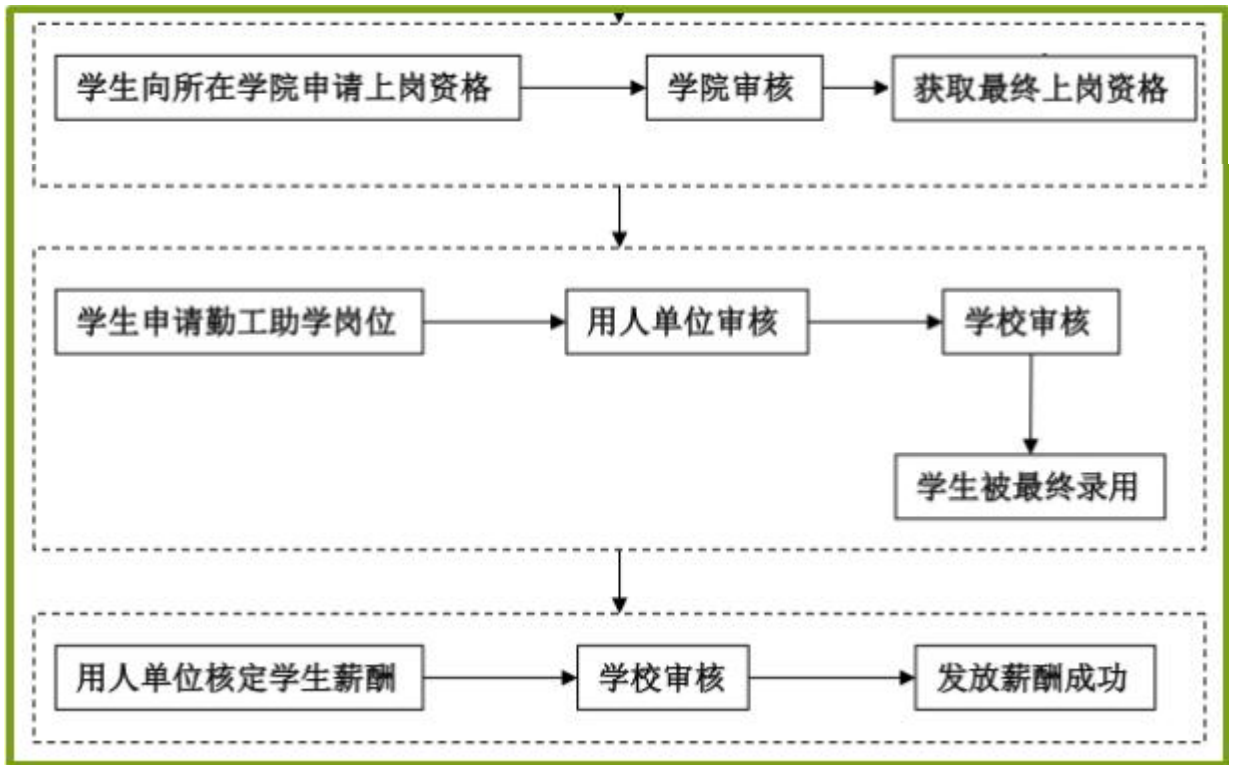 学生向所在学院申请上岗资格
学院审核
获取最终上岗资格
学生申请勤工助学岗位
用人单位审核
学校审核
学生被最终录用
用人单位核定学生薪酬
学校审核
发放薪酬成功